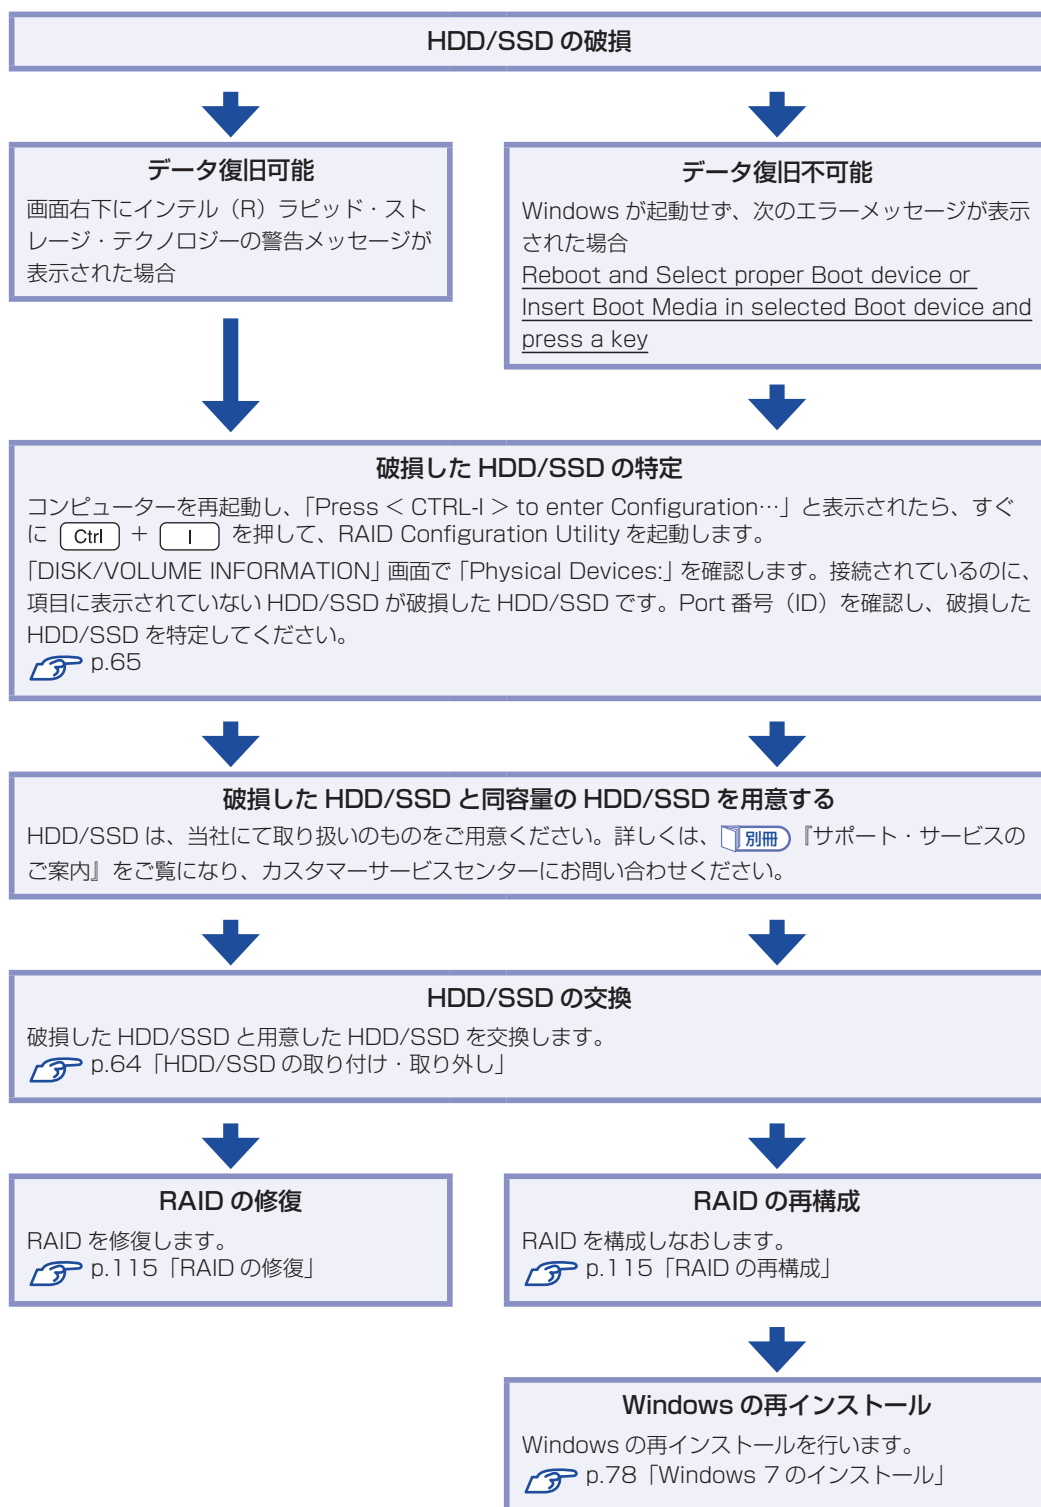 HDD/SSD の破損
データ復旧可能
画面右下にインテル（R）ラピッド・スト
レージ・テクノロジーの警告メッセージが
表示された場合
データ復旧不可能
Windows が起動せず、次のエラーメッセージが表示
された場合
Reboot and Select proper Boot device or
Insert Boot Media in selected Boot device and
press a key
破損した HDD/SSD の特定
コンピューターを再起動し、「Press < CTRL-I > to enter Configuration…」と表示されたら、すぐ
に Ctrl + I を押して、RAID Configuration Utility を起動します。
「DISK/VOLUME INFORMATION」画面で「Physical Devices:」を確認します。接続されているのに、
項目に表示されていない HDD/SSD が破損した HDD/SSD です。Port 番号（ID）を確認し、破損した
HDD/SSD を特定してください。
p.65
破損した HDD/SSD と同容量の HDD/SSD を用意する
HDD/SSD は、当社にて取り扱いのものをご用意ください。詳しくは、別冊『サポート・サービスの
ご案内』をご覧になり、カスタマーサービスセンターにお問い合わせください。
HDD/SSD の交換
破損した HDD/SSD と用意した HDD/SSD を交換します。
p.64「HDD/SSD の取り付け・取り外し」
RAID の修復
RAID を修復します。
p.115「RAID の修復」
RAID の再構成
RAID を構成しなおします。
p.115「RAID の再構成」
Windows の再インストール
Windows の再インストールを行います。
p.78「Windows 7 のインストール」